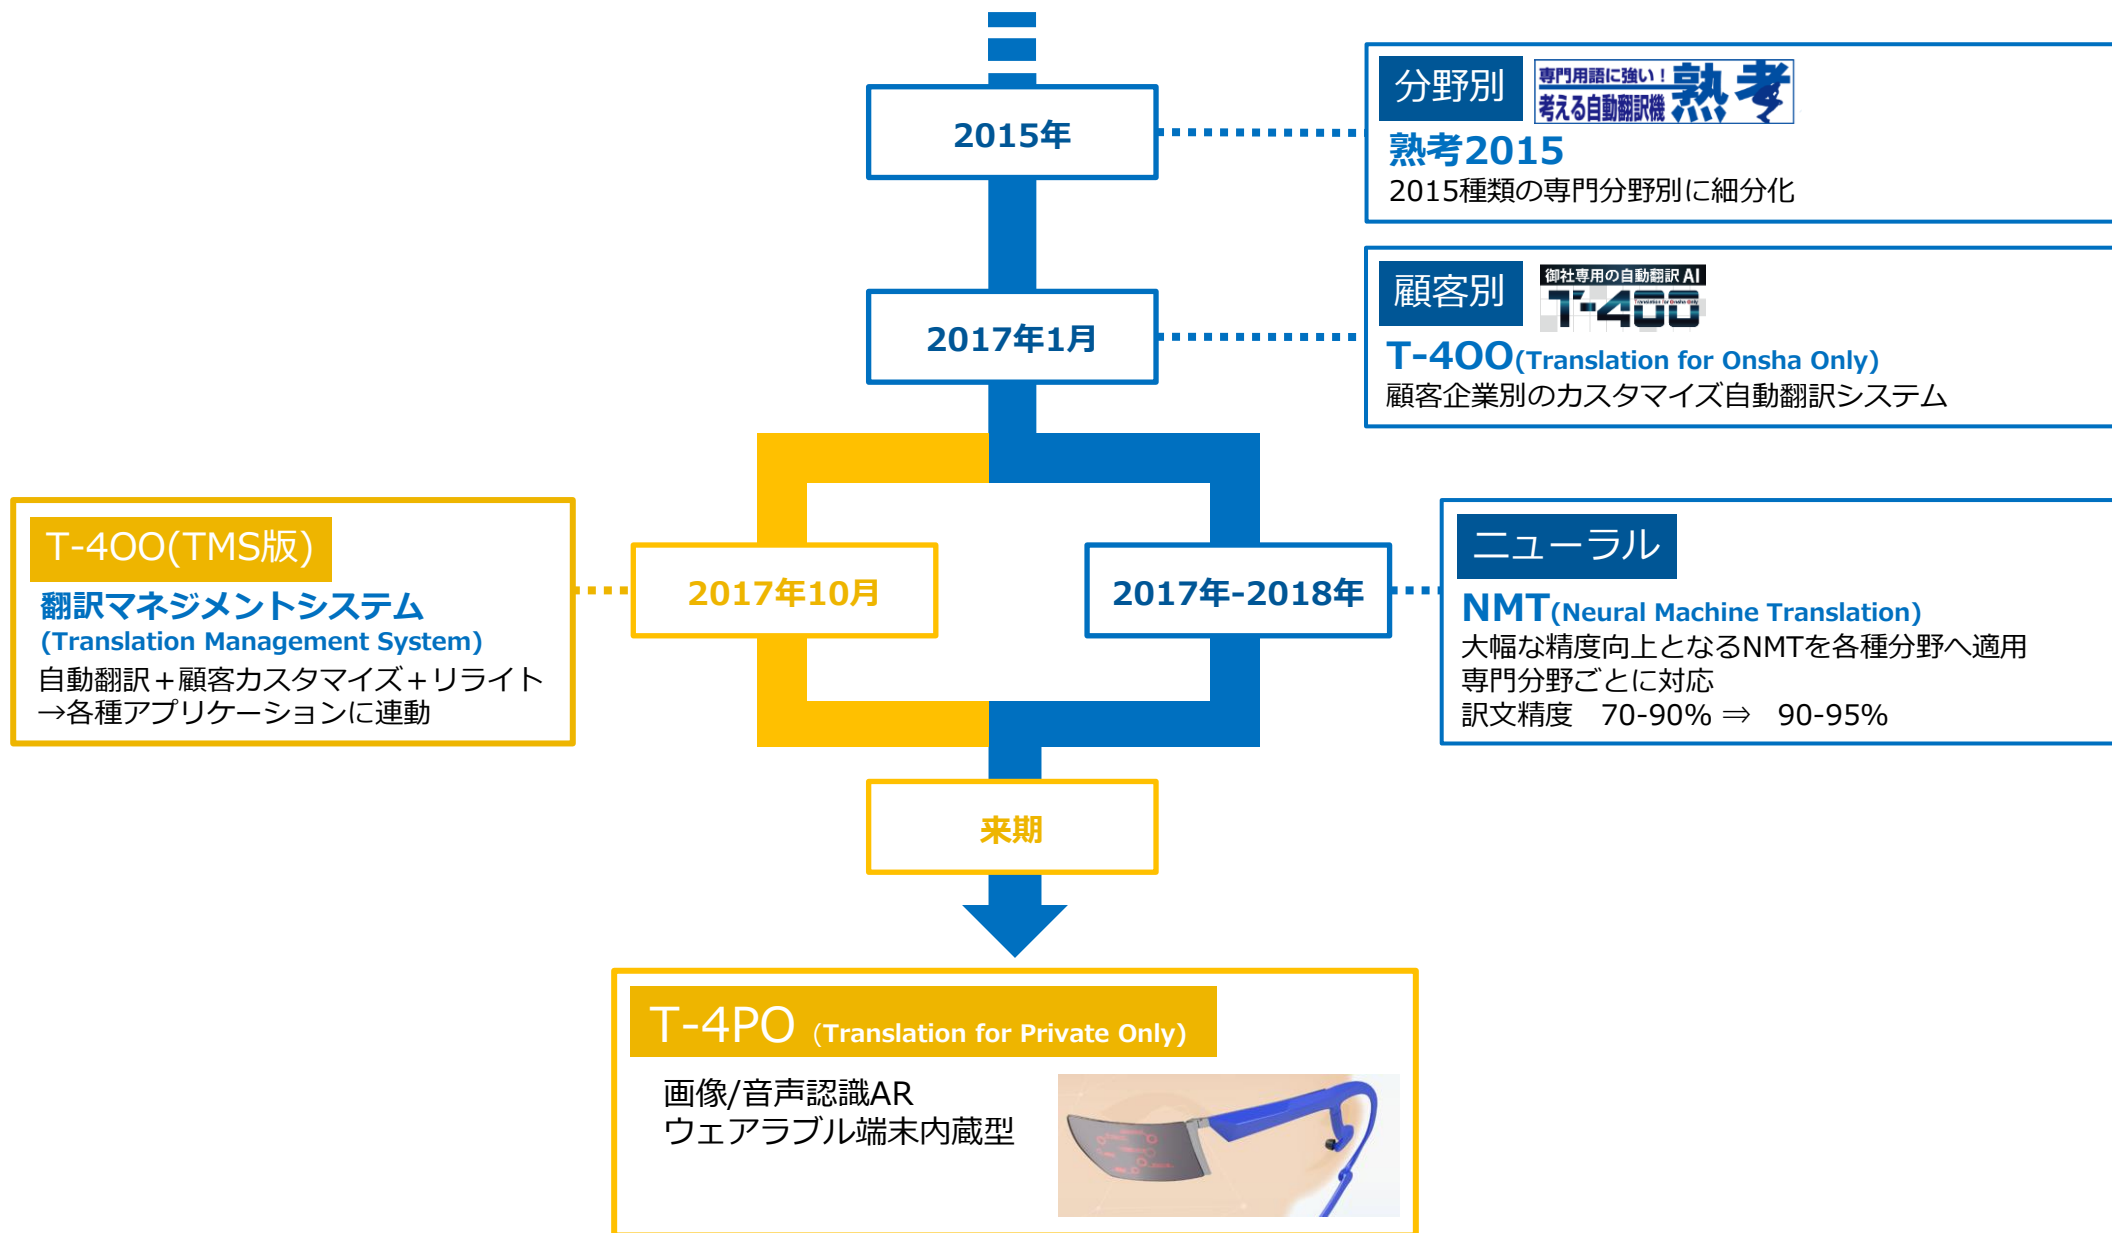 2015年
分野別
専門用語に強い!
考える自動翻訳機
熟考
熟考2015
2015種類の専門分野別に細分化
2017年1月
顧客別
御社専用の自動翻訳 AI
T-4OO
Translation for Onsha Only
T-4OO(Translation for Onsha Only)
顧客企業別のカスタマイズ自動翻訳システム
T-4OO(TMS版)
翻訳マネジメントシステム
(Translation Management System)
自動翻訳+顧客カスタマイズ+リライト
→各種アプリケーションに連動
2017年10月
2017年-2018年
ニューラル
NMT(Neural Machine Translation)
大幅な精度向上となるNMTを各種分野へ適用
専門分野ごとに対応
訳文精度 70-90% ⇒ 90-95%
来期
T-4PO (Translation for Private Only)
画像/音声認識AR
ウェアラブル端末内蔵型